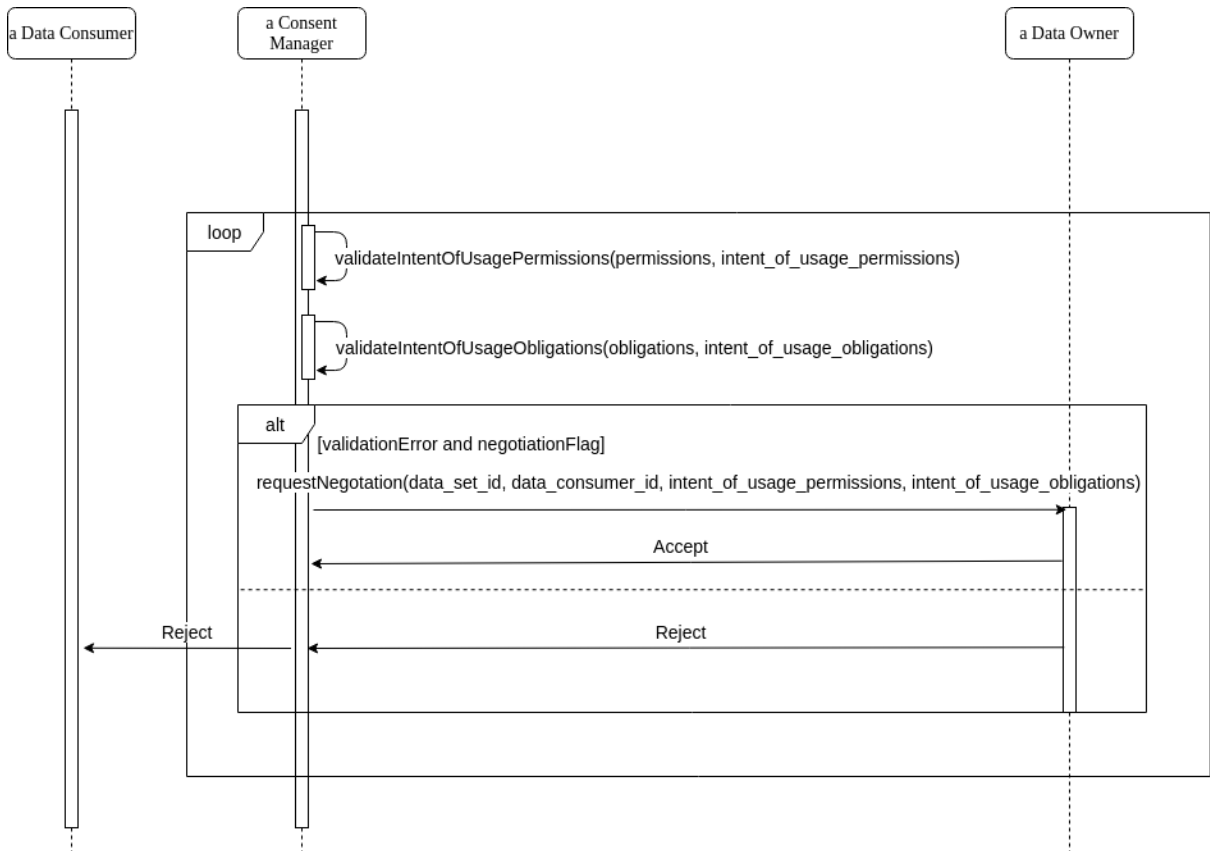 a Data Consumer
a Consent
Manager
a Data Owner
loop
validateIntentOfUsagePermissions(permissions, intent_of_usage_permissions)
validateIntentOfUsageObligations(obligations, intent_of_usage_obligations)
alt
[validationError and negotiationFlag]
requestNegotation(data_set_id, data_consumer_id, intent_of_usage_permissions, intent_of_usage_obligations)
Accept
Reject
Reject